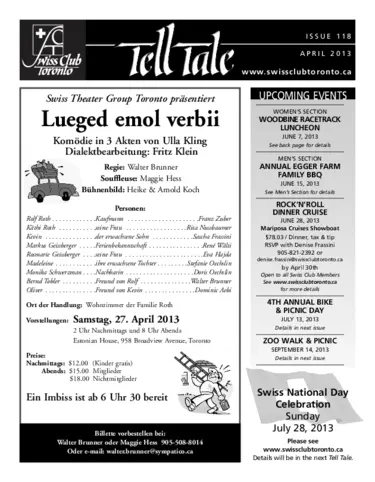 Swiss Club
Toronto
Tell Tale
ISSUE 118
APRIL 2013
www.swissclubtoronto.ca
Swiss Theater Group Toronto präsentiert
Lueged emol verbii
Komödie in 3 Akten von Ulla Kling
Dialektbearbeitung: Fritz Klein
Regie: Walter Brunner
Souffleuse: Maggie Hess
Bühnenbild: Heike & Arnold Koch
Personen:
Ralf Roth . . . . . . . . . . . .Kaufmann . . . . . . . . . . . . . . . . . . . .Franz Zuber
Käthi Roth . . . . . . . . . . .seine Frau . . . . . . . . . . . . . . . .Rita Nussbaumer
Kevin . . . . . . . . . . . . . . .der erwachsene Sohn . . . . . . . . . . .Sacha Frassini
Markus Geisberger . . . . .Ferienbekanntschaft . . . . . . . . . . . . . .René Wälti
Ramarie Geisberger . . . . .seine Frau . . . . . . . . . . . . . . . . . . . . .Eva Hajda
Madeleine . . . . . . . . . . . .ihre erwachsene Tochter . . . . . .Stefanie Oechslin
Monika Schuwetman . . . .Nachbarin . . . . . . . . . . . . . . . . . .Doris Oechslin
Bernd Tobler . . . . . . . . . .Freund von Ralf . . . . . . . . . . . . .Walter Brunner
Oliver . . . . . . . . . . . . . . .Freund von Kevin . . . . . . . . . . . . .Dominic Aebi
Ort der Handlung: Wohnzimmer der Familie Roth
Vorstellungen: Samstag, 27. April 2013
2 Uhr Nachmittags und 8 Uhr Abends
Estonian House, 958 Broadview Avenue, Toronto
Preise:
Nachmittags: $12.00 (Kinder gratis)
Abends: $15.00 Mitglieder
$18.00 Nichtmitglieder
Ein Imbiss ist ab 6 Uhr 30 bereit
Billette vorbestellen bei:
Walter Brunner oder Maggie Hess 905-508-8014
Oder e-mail: walter.brunner@sympatico.ca
UPCOMING EVENTS
WOMEN'S SECTION
WOODBINE RACETRACK
LUNCHEON
JUNE 7, 2013
See back page for details
MEN'S SECTION
ANNUAL EGGER FARM
FAMILY BBQ
JUNE 15, 2013
See Men's Section for details
ROCK'N'ROLL
DINNER CRUISE
JUNE 28, 2013
Mariposa Cruises Showboat
$78.03 / Dinner, tax & tip
RSVP with Denise Frassini
905-821-2392 or
denise.frassini@swissclubtoronto.ca
by April 30th
Open to all Swiss Club Members
See www.swissclubtoronto.ca
for more details
4TH ANNUAL BIKE
& PICNIC DAY
JULY 13, 2013
Details in next issue
ZOO WALK & PICNIC
SEPTEMBER 14, 2013
Details in next issue
Swiss National Day
Celebration
Sunday
July 28, 2013
Please see
www.swissclubtoronto.ca
Details will be in the next Tell Tale.